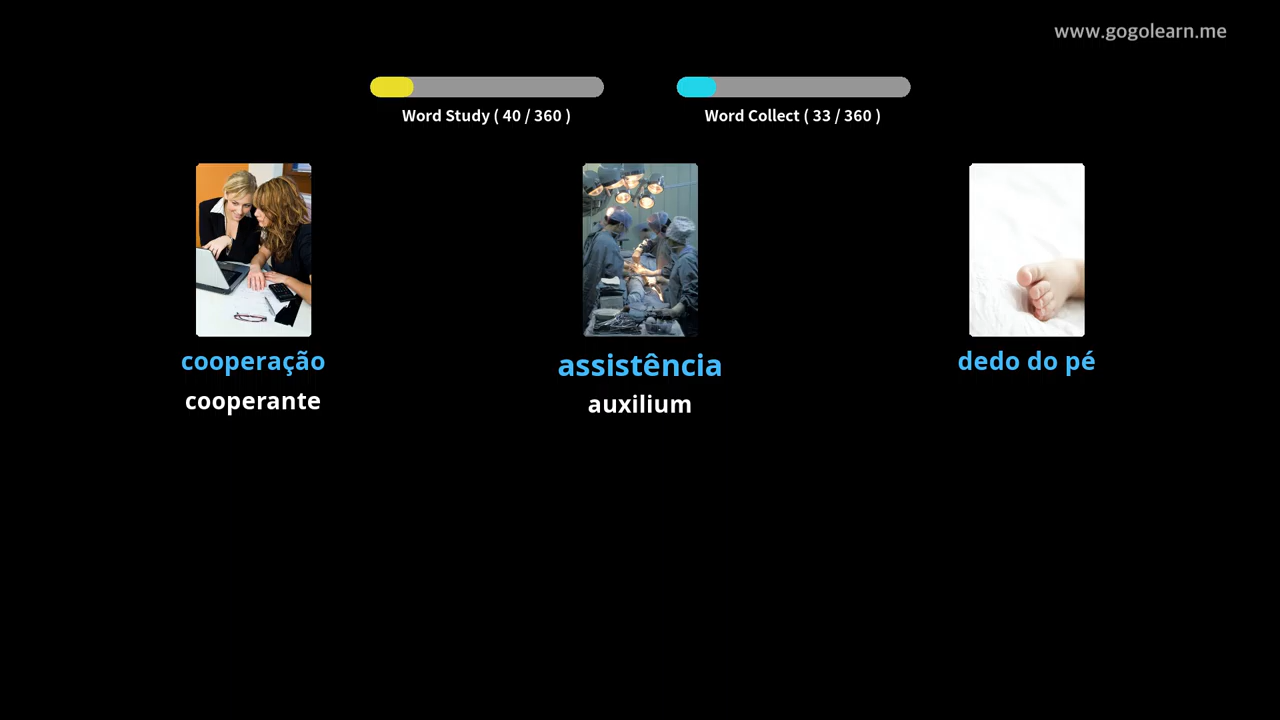 www.gogolearn.me
Word Study ( 40 / 360 )
Word Collect ( 33 / 360 )
cooperação
cooperante
assistência
auxilium
dedo do pé